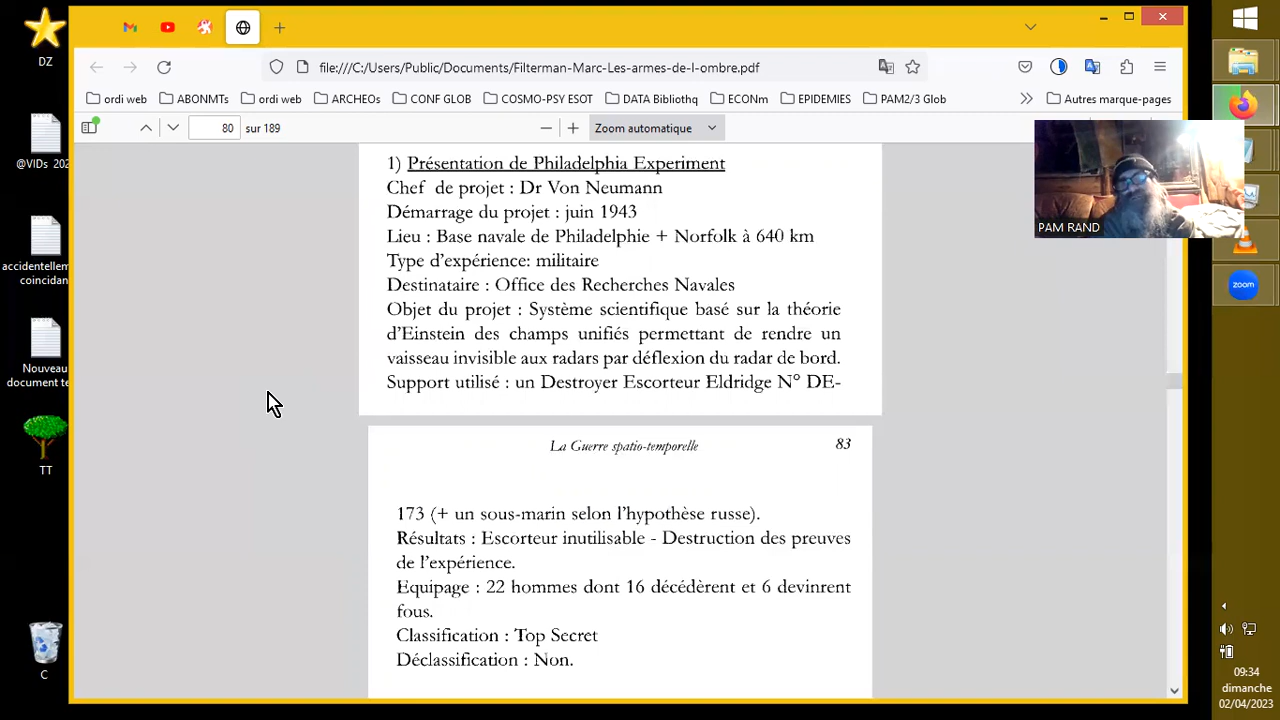 DZ
@VIDs 202
accidentellem
coincidan
Nouveau
document te
TT
C
file:///C:/Users/Public/Documents/Filterman-Marc-Les-armes-de-l-ombre.pdf
ordi web
ABONMTs
ordi web
ARCHEOs
CONF GLOB
COSMO-PSY ESOT
DATA Bibliothq
ECONm
EPIDEMIES
PAM2/3 Glob
Autres marque-pages
80 sur 189
Zoom automatique
1) Présentation de Philadelphia Experiment
Chef de projet : Dr Von Neumann
Démarrage du projet : juin 1943
Lieu : Base navale de Philadelphie + Norfolk à 640 km
Type d’expérience: militaire
Destinataire : Office des Recherches Navales
Objet du projet : Système scientifique basé sur la théorie
d’Einstein des champs unifiés permettant de rendre un
vaisseau invisible aux radars par déflexion du radar de bord.
Support utilisé : un Destroyer Escorteur Eldridge N° DE-
La Guerre spatio-temporelle 83
173 (+ un sous-marin selon l’hypothèse russe).
Résultats : Escorteur inutilisable - Destruction des preuves
de l’expérience.
Equipage : 22 hommes dont 16 décédèrent et 6 devinrent
fous.
Classification : Top Secret
Déclassification : Non.
PAM RAND
zoom
09:34
dimanche
02/04/2023